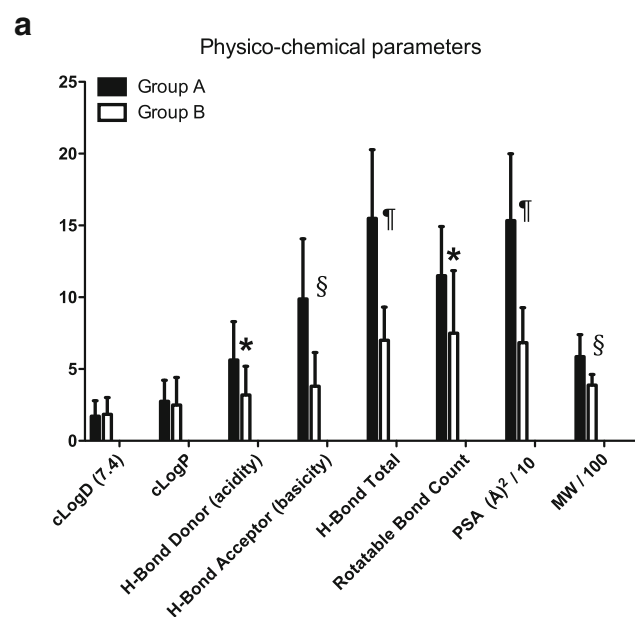 a
Physico-chemical parameters
25
20
15
10
5
0
Group A
Group B
*
§
¶
*
¶
§
cLogD (7.4)
cLogP
H-Bond Donor (acidity)
H-Bond Acceptor (basicity)
H-Bond Total
Rotatable Bond Count
PSA (Å)² / 10
MW / 100